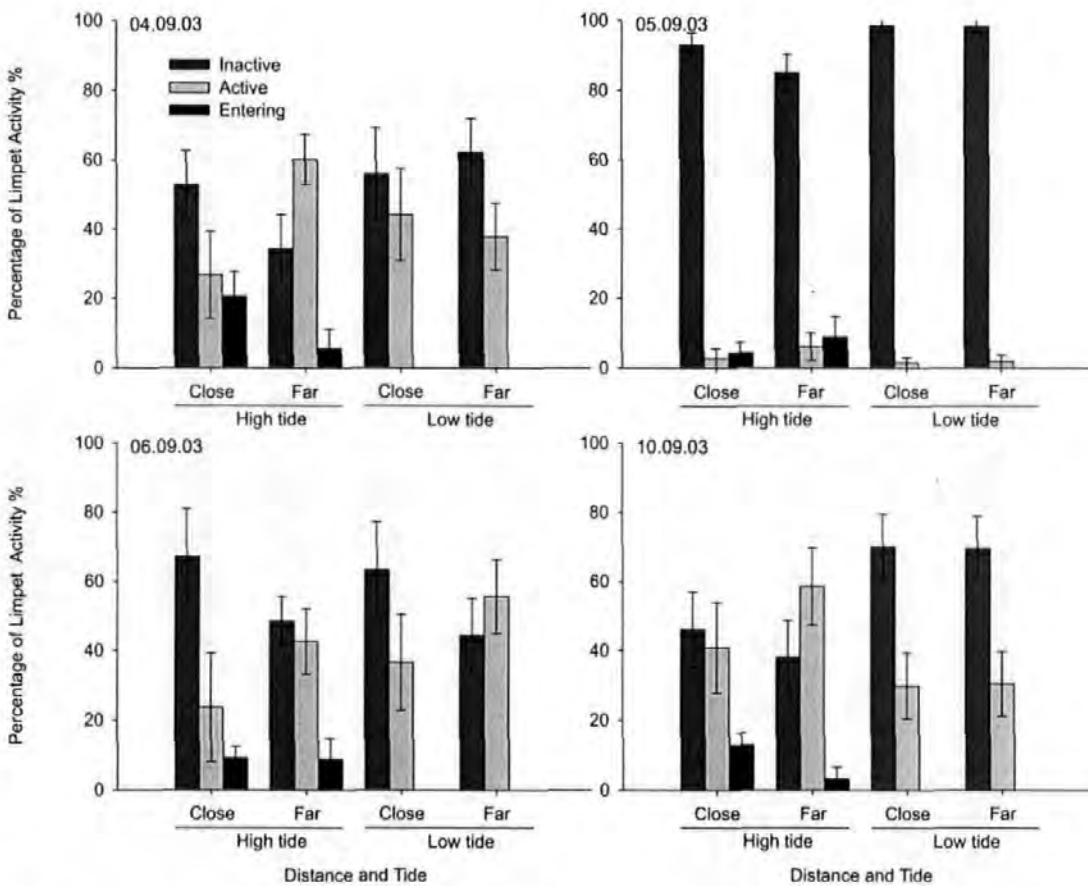 04.09.03
Inactive
Active
Entering
Percentage of Limpet Activity %
100
80
60
40
20
0
Close Far Close Far
High tide Low tide
05.09.03
100
80
60
40
20
0
Close Far Close Far
High tide Low tide
06.09.03
Percentage of Limpet Activity %
100
80
60
40
20
0
Close Far Close Far
High tide Low tide
Distance and Tide
10.09.03
100
80
60
40
20
0
Close Far Close Far
High tide Low tide
Distance and Tide